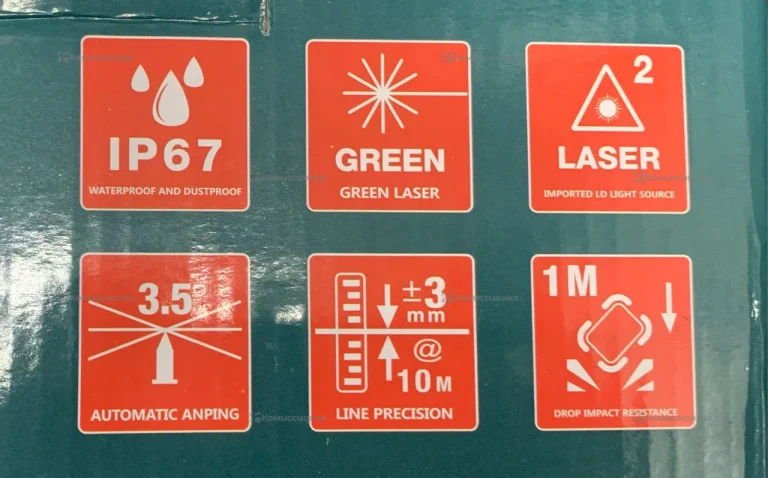 IP67
WATERPROOF AND DUSTPROOF
GREEN
GREEN LASER
2
LASER
IMPORTED LD LIGHT SOURCE
3.5°
AUTOMATIC ANPING
±3
mm
@
10M
LINE PRECISION
1M
DROP IMPACT RESISTANCE